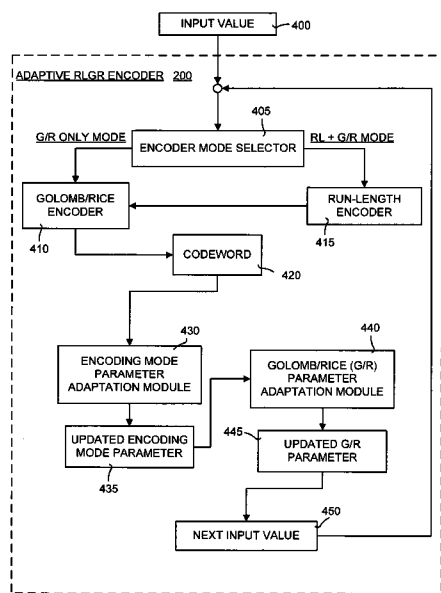 INPUT VALUE
400
ADAPTIVE RLGR ENCODER 200
405
G/R ONLY MODE
RL + G/R MODE
ENCODER MODE SELECTOR
GOLOMB/RICE
ENCODER
RUN-LENGTH
ENCODER
410
415
CODEWORD
420
430
440
ENCODING MODE
PARAMETER
ADAPTATION MODULE
GOLOMB/RICE (G/R)
PARAMETER
ADAPTATION MODULE
445
UPDATED ENCODING
MODE PARAMETER
UPDATED G/R
PARAMETER
435
450
NEXT INPUT VALUE